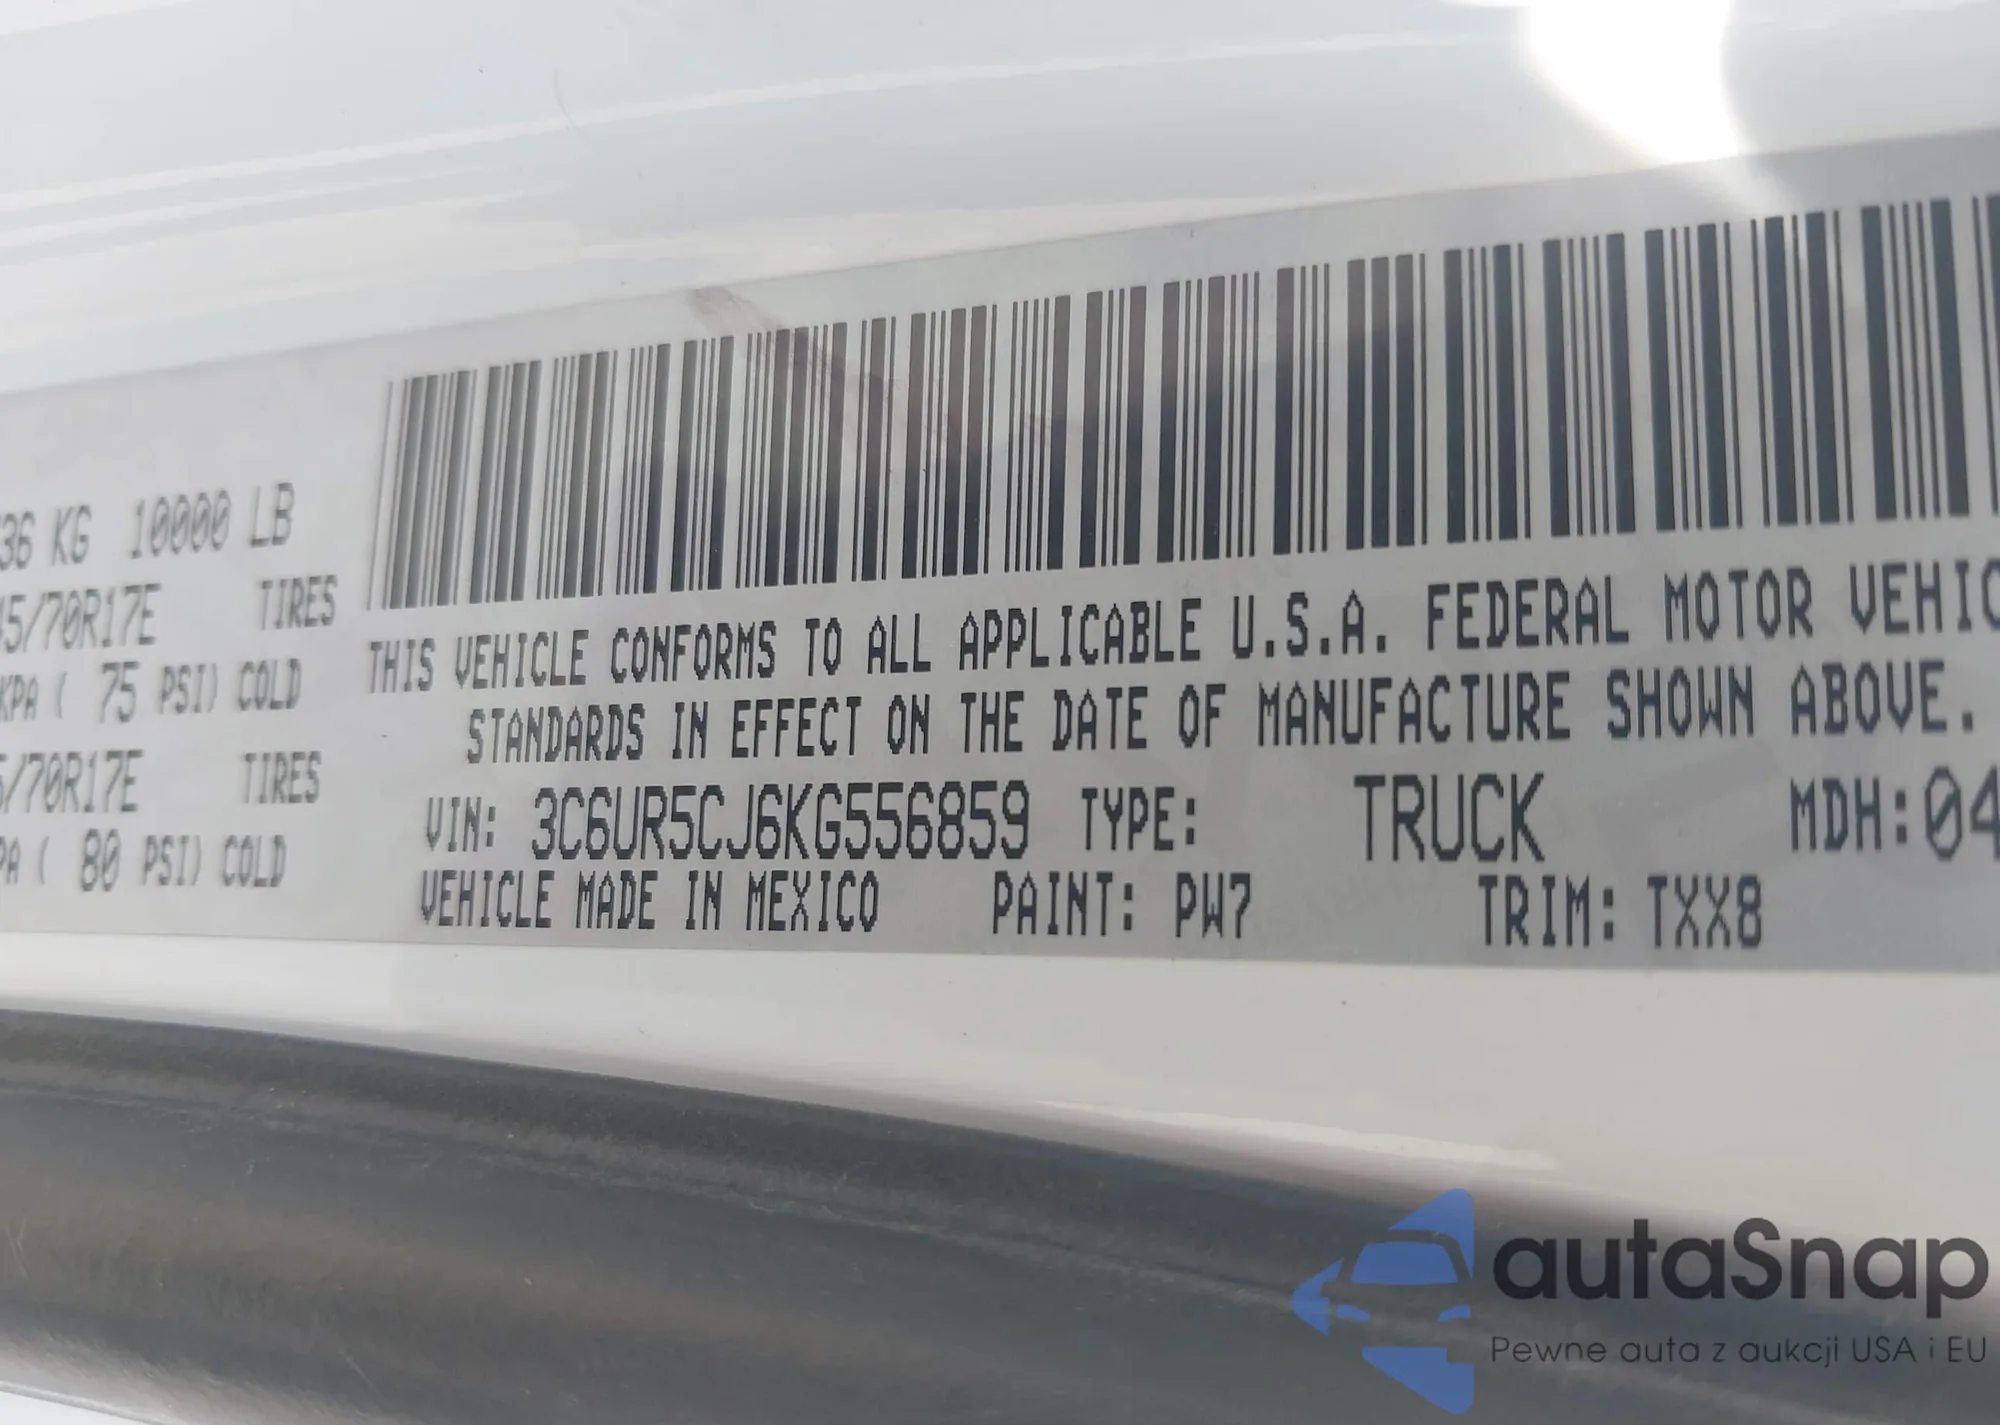 36 KG 10000 LB
45/70R17E TIRES
KPA ( 75 PSI) COLD
5/70R17E TIRES
PA ( 80 PSI) COLD
THIS VEHICLE CONFORMS TO ALL APPLICABLE U.S.A. FEDERAL MOTOR VEHIC
STANDARDS IN EFFECT ON THE DATE OF MANUFACTURE SHOWN ABOVE.
VIN: 3C6UR5CJ6KG556859 TYPE: TRUCK MDH:04
VEHICLE MADE IN MEXICO PAINT: PW7 TRIM: TXX8
autaSnap
Pewne auta z aukcji USA i EU